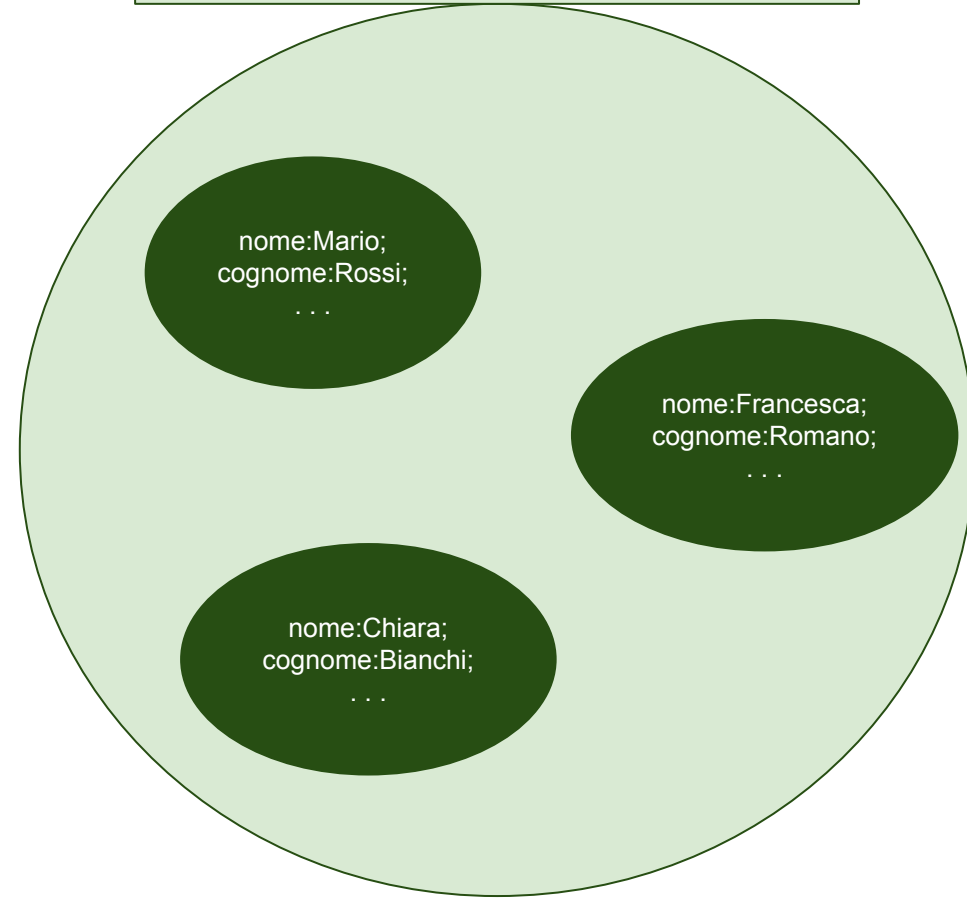 nome:Mario;
cognome:Rossi;
. . .
nome:Francesca;
cognome:Romano;
. . .
nome:Chiara;
cognome:Bianchi;
. . .